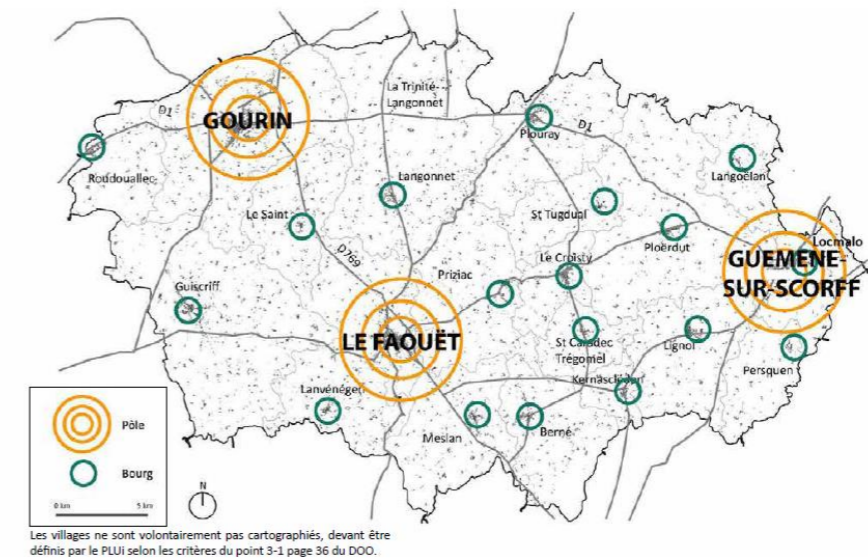 La Trinité-
Langonnet
D1
GOURIN
Plouray
D1
Roudouallec
Langonnet
Langoëlan
Le Saint
St Tugdual
Ploërdut
Locmalo
D769
Le Croisty
Priziac
GUEMENE-
SUR-SCORFF
Guiscriff
LE FAOUËT
St Caradec
Trégomel
Lignol
Persquen
Kernascléden
Lanvénégen
Meslan
Berné
Pôle
Bourg
0 km 5 km
N
Les villages ne sont volontairement pas cartographiés, devant être
définis par le PLUi selon les critères du point 3-1 page 36 du DOO.